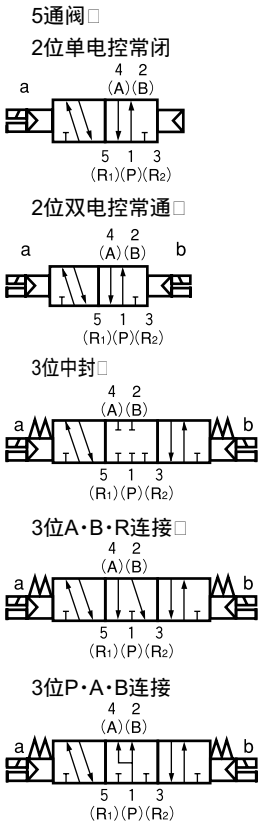 5通阀□
2位单电控常闭
a
4 2
(A)(B)
5 1 3
(R1)(P)(R2)
2位双电控常通□
a b
4 2
(A)(B)
5 1 3
(R1)(P)(R2)
3位中封□
4 2
a (A)(B) b
5 1 3
(R1)(P)(R2)
3位A・B・R连接□
4 2
a (A)(B) b
5 1 3
(R1)(P)(R2)
3位P・A・B连接
4 2
a (A)(B) b
5 1 3
(R1)(P)(R2)